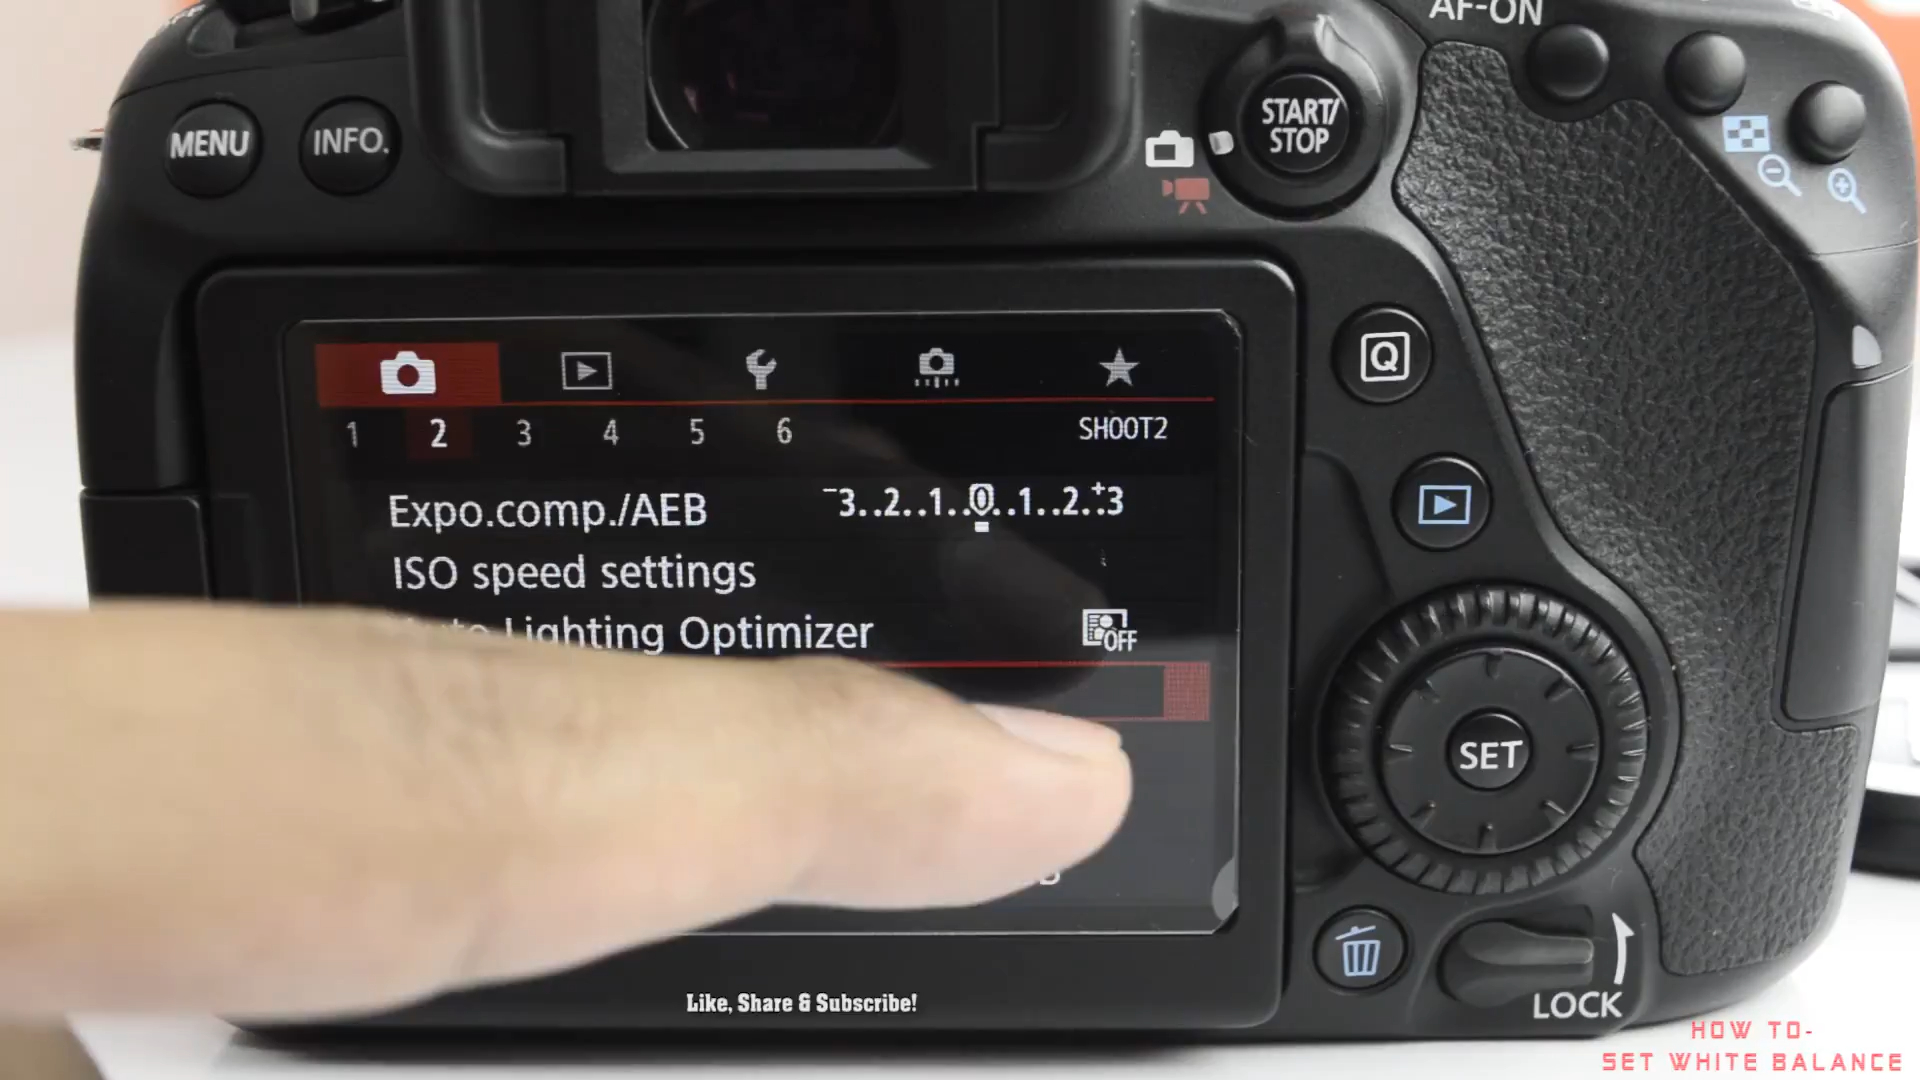 AF-ON
MENU
INFO.
START/
STOP
Q
1 2 3 4 5 6 SHOOT2
Expo.comp./AEB -3..2..1..0..1..2..+3
ISO speed settings
Lighting Optimizer OFF
SET
LOCK
Like, Share & Subscribe!
HOW TO-
SET WHITE BALANCE